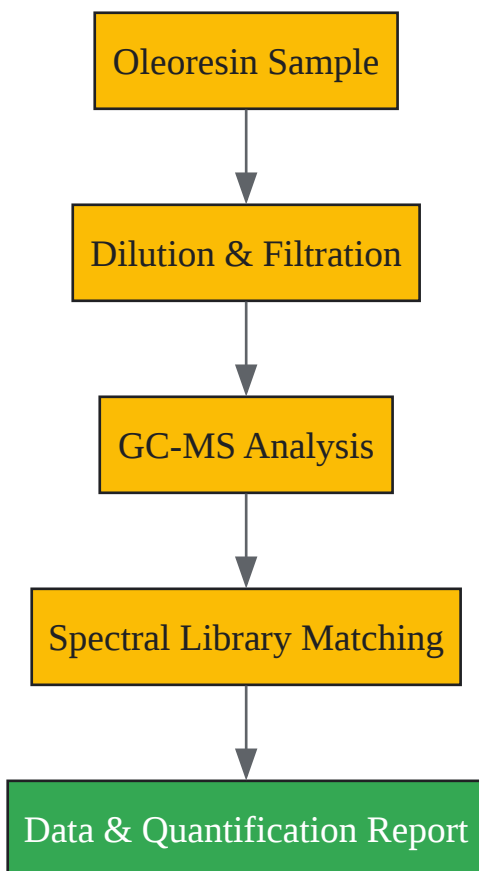 Oleoresin Sample
Dilution & Filtration
GC-MS Analysis
Spectral Library Matching
Data & Quantification Report